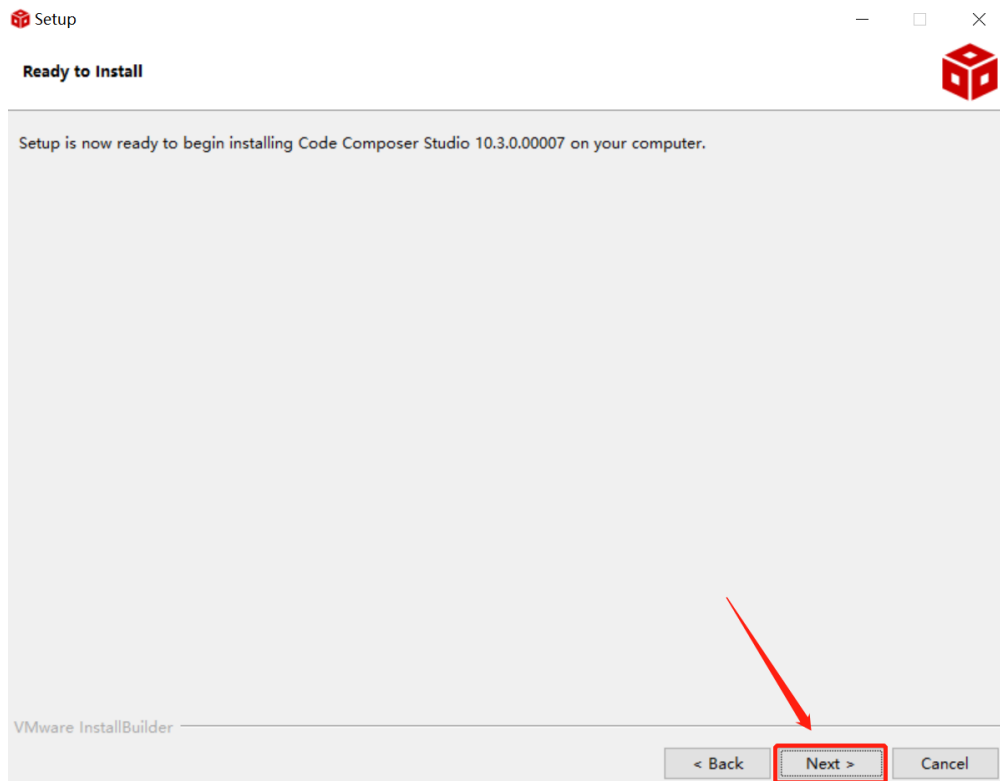 Setup
Ready to Install
Setup is now ready to begin installing Code Composer Studio 10.3.0.00007 on your computer.
VMware InstallBuilder
< Back
Next >
Cancel